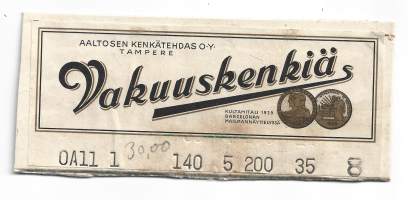 AALTOSEN KENKÄTEHDAS O·Y·
TAMPERE
Vakuuskenkiä
KULTAMITALI 1929
BARCELONAN
MAAILMANNÄYTTELYSSÄ
OA11 1 30,00 140 5 200 35 8